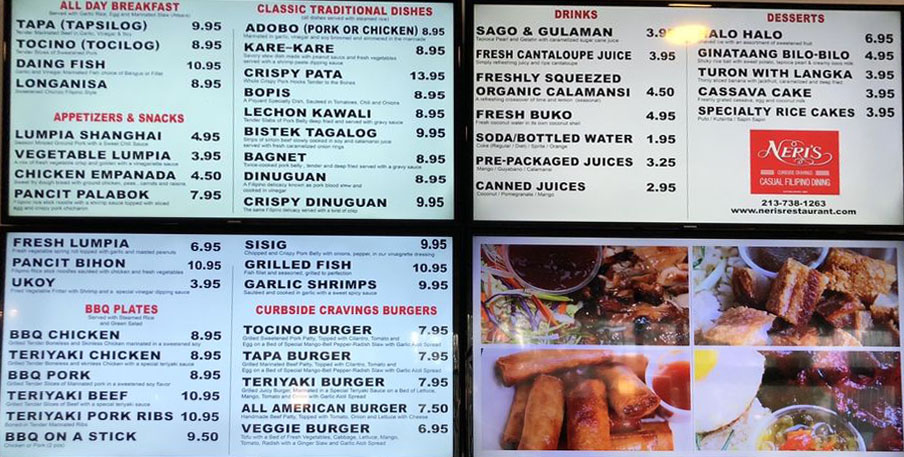 ALL DAY BREAKFAST
Served with Garlic Rice, Egg and Marinated Slaw
TAPA (TAPSILOG) 9.95
Tender Marinated Beef in Garlic, Vinegar & Soy
TOCINO (TOCILOG) 8.95
Tender Slices of Sweetened Pork
DAING FISH 10.95
Garlic and Vinegar Marinated Fish choice of Bangus or
LONGANISA 8.95
Sweetened Chorizo Filipino Style
APPETIZERS & SNACKS
LUMPIA SHANGHAI 4.95
Season Minced Ground Pork with a Sweet Chili Sauce
VEGETABLE LUMPIA 3.95
A mix of fresh vegetables crisp and golden with a vinaigrette sauce
CHICKEN EMPANADA 4.50
Sweet fry dough bread with ground chicken, peas, carrots and raisins
PANCIT PALABOK 7.95
Filipino rice stick noodle with a shrimp sauce topped with sliced
egg and crispy pork chicharon
CLASSIC TRADITIONAL DISHES
(all dishes served with steamed rice)
ADOBO (PORK OR CHICKEN) 8.95
Marinated in garlic, vinegar and soy browned and simmered in the marinade
KARE-KARE 8.95
Savory stew dish made with peanut sauce and fresh vegetables
served with a shrimp paste dipping sauce
CRISPY PATA 13.95
Whole Crispy Pork Hocks Tender to the Bones
BOPIS 8.95
A Piquant Specialty Dish, Sauteed in Tomatoes, Chili and Onions
LECHON KAWALI 8.95
Tender Slabs of Pork Belly deep fried and served with gravy sauce
BISTEK TAGALOG 9.95
Strips of sirloin beef slowly cooked in soy and calamansi juice
served with fresh caramelized onion rings
BAGNET 8.95
Twice-cooked pork belly ; tender and deep fried served with a gravy sauce
DINUGUAN 8.95
A Filipino delicacy known as pork blood stew and
cooked in vinegar
CRISPY DINUGUAN 9.95
The same Filipino delicacy served with a twist of crisp
DRINKS
SAGO & GULAMAN 3.9
Tapioca Pearl and Gelatin with caramelized sugar cane juice
FRESH CANTALOUPE JUICE 3.95
Simply refreshing juicy and ripe cantaloupe
FRESHLY SQUEEZED
ORGANIC CALAMANSI 4.50
A refreshing crossover of lime and lemon (seasonal)
FRESH BUKO 4.95
Fresh coconut water in its own coconut shell
SODA/BOTTLED WATER 1.95
Coke (Regular / Diet) / Sprite / Orange
PRE-PACKAGED JUICES 3.25
Mango / Guyabano / Calamansi
CANNED JUICES 2.95
Coconut / Pomegranate / Mango
DESSERTS
HALO HALO 6.95
Shaved ice with an assortment of sweetened fruit
GINATAANG BILO-BILO 4.95
Sticky rice ball with sweet potato, tapioca pearl & creamy taro milk
TURON WITH LANGKA 3.95
Thinly sliced banana with jackfruit, caramelized and deep fried
CASSAVA CAKE 3.95
Freshly grated cassava, egg and coconut milk
SPECIALTY RICE CAKES 3.95
Puto / Kutsinta / Sapin Sapin
NERI'S
CURBSIDE CRAVINGS
CASUAL FILIPINO DINING
213-738-1263
www.nerisrestaurant.com
FRESH LUMPIA 6.95
Fresh vegetable spring roll topped with garlic and roasted peanuts
PANCIT BIHON 10.95
Filipino Rice stick noodles sauteed with chicken and fresh vegetables
UKOY 3.95
Fried Vegetable Fritter with Shrimp and a special vinegar dipping sauce
BBQ PLATES
Served with Steamed Rice
and Green Salad
BBQ CHICKEN 8.95
Grilled Tender Boneless and Skinless Chicken marinated in a sweetened soy
TERIYAKI CHICKEN 8.95
Grilled Tender Boneless and skinless Chicken with a special teriyaki sauce
BBQ PORK 8.95
Grilled Tender Slices of Marinated pork in a sweetened soy flavor
TERIYAKI BEEF 10.95
Grilled Tender Slices of Beef with a special teriyaki sauce
TERIYAKI PORK RIBS 10.95
Boned in Tender Marinated Ribs
BBQ ON A STICK 9.50
Chicken or Pork (2 pcs)
SISIG 9.95
Chopped and Crispy Pork Belly with onions, pepper, in our vinaigrette dressing
GRILLED FISH 10.95
Fish filet and seasoned, grilled to perfection
GARLIC SHRIMPS 9.95
Sauteed and cooked in garlic with a sweet spicy sauce
CURBSIDE CRAVINGS BURGERS
TOCINO BURGER 7.95
Grilled Sweetened Pork Patty, Topped with Cilantro, Tomato and
Egg on a Bed of Special Mango-Bell Pepper-Radish Slaw with Garlic Aioli Spread
TAPA BURGER 7.95
Grilled Marinated Beef Patty, Topped with Cilantro, Tomato and
Egg on a Bed of Special Mango-Bell Pepper-Radish Slaw with Garlic Aioli Spread
TERIYAKI BURGER 7.95
Grilled Juicy Burger, Marinated in a Special Teriyaki Sauce on a Bed of Lettuce,
Mango, Tomato and Onion with Garlic Aioli Spread
ALL AMERICAN BURGER 7.50
Handmade Beef Patty, Topped with Tomato, Onion and Lettuce with Cheese
VEGGIE BURGER 6.95
Tofu with a Bed of Fresh Vegetables, Cabbage, Lettuce, Mango,
Tomato, Radish with a Ginger Slaw and Garlic Aioli Spread